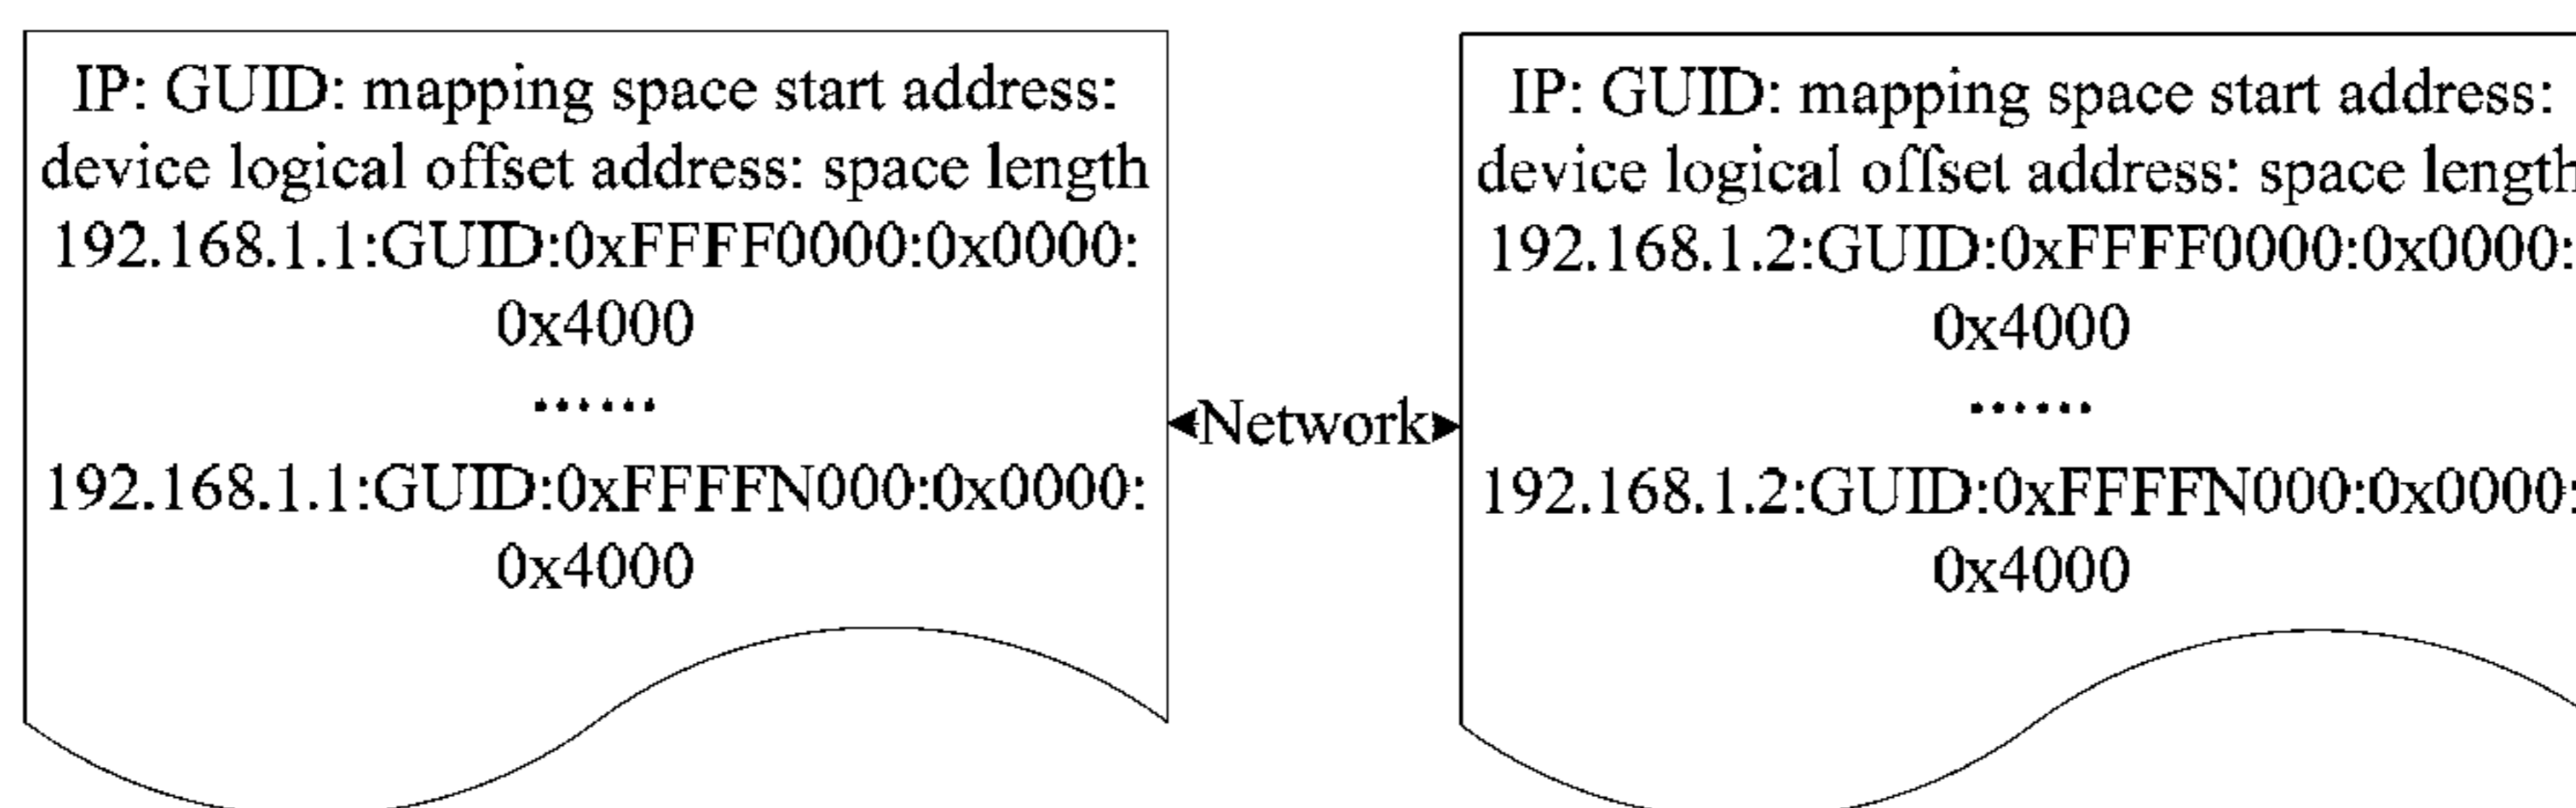 IP: GUID: mapping space start address:
device logical offset address: space length
192.168.1.1:GUID:0xFFFF0000:0x0000:
0x4000
······
192.168.1.1:GUID:0xFFFFN000:0x0000:
0x4000
Network
IP: GUID: mapping space start address:
device logical offset address: space length
192.168.1.2:GUID:0xFFFF0000:0x0000:
0x4000
······
192.168.1.2:GUID:0xFFFFN000:0x0000:
0x4000